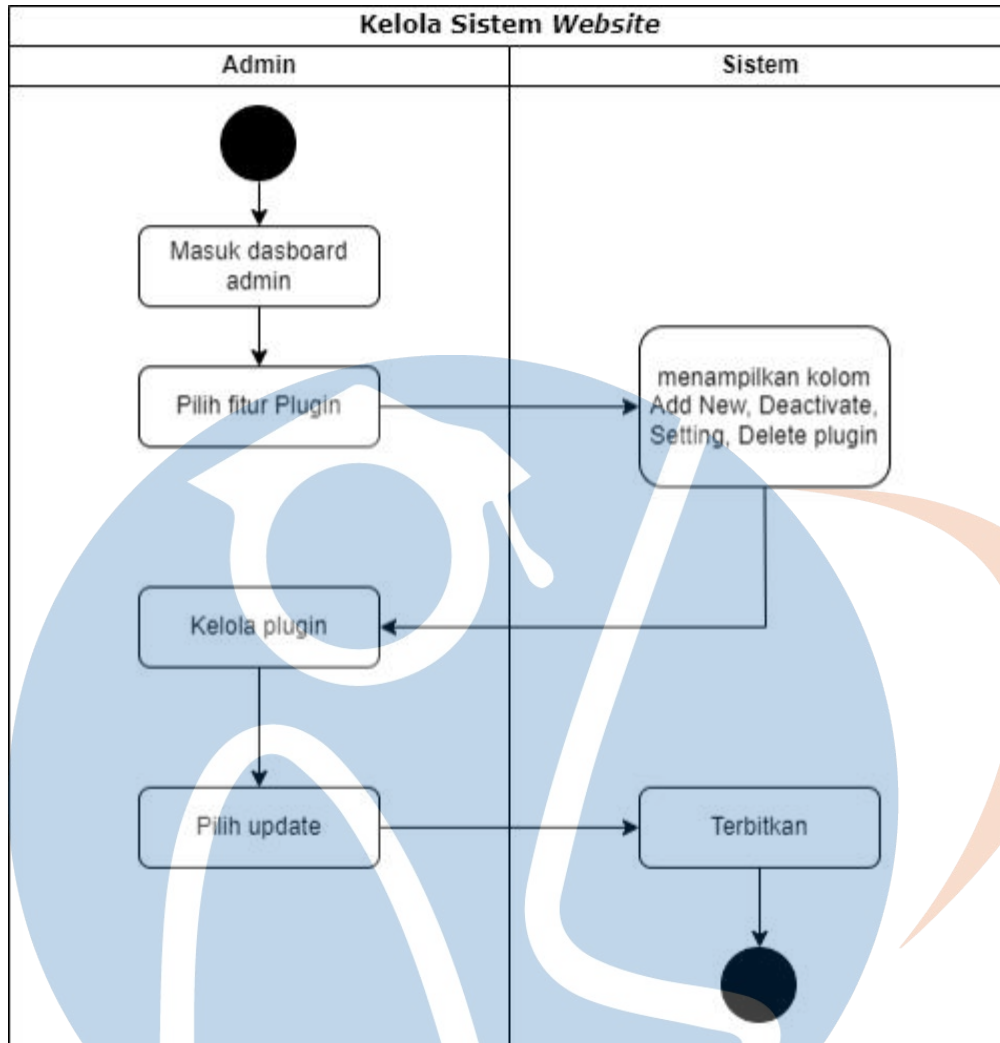 Kelola Sistem Website
Admin
Sistem
Masuk dasboard
admin
Pilih fitur Plugin
menampilkan kolom
Add New, Deactivate,
Setting, Delete plugin
Kelola plugin
Pilih update
Terbitkan